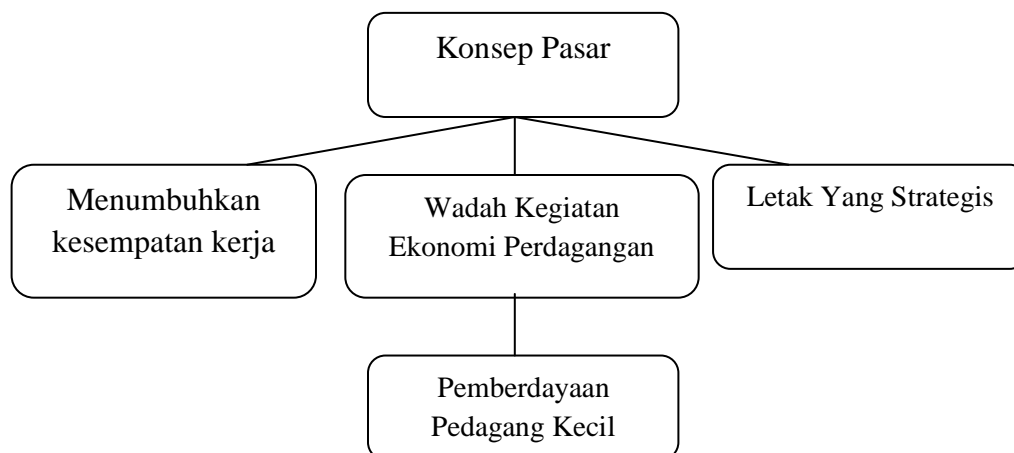 Konsep Pasar
Menumbuhkan
kesempatan kerja
Wadah Kegiatan
Ekonomi Perdagangan
Letak Yang Strategis
Pemberdayaan
Pedagang Kecil